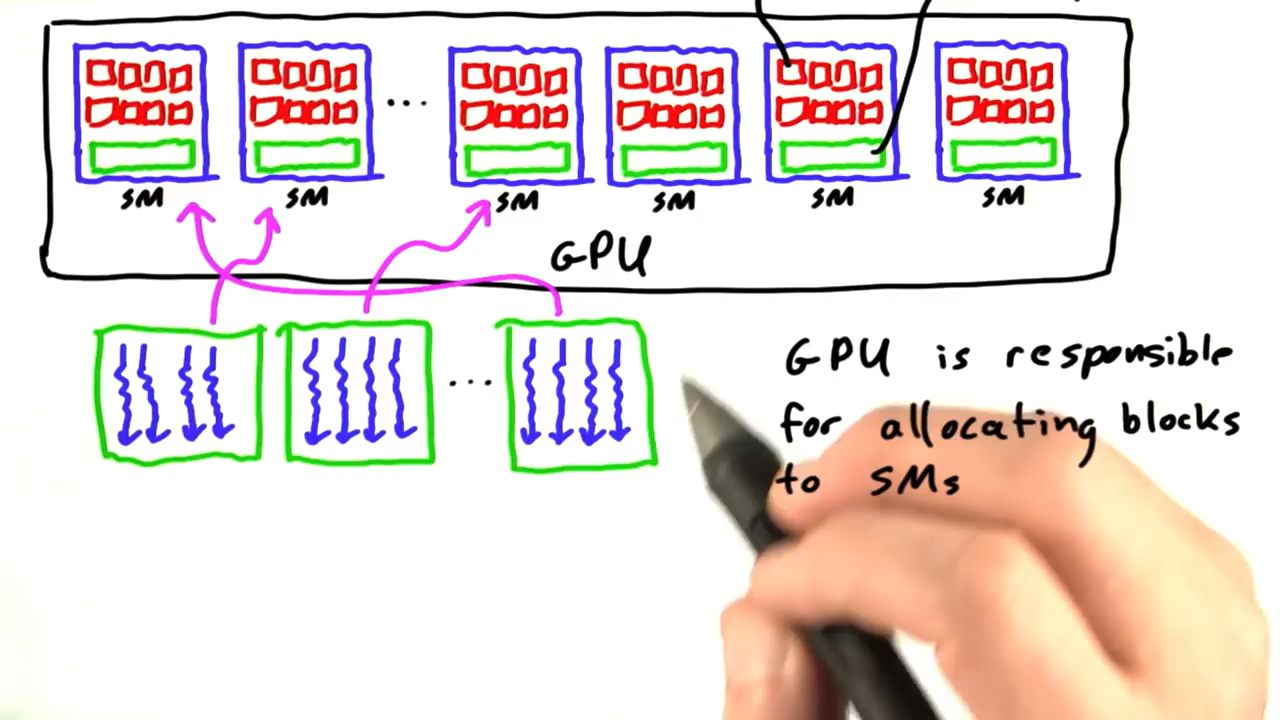 ...
SM SM SM SM SM SM
GPU
...
GPU is responsible
for allocating blocks
to SMs